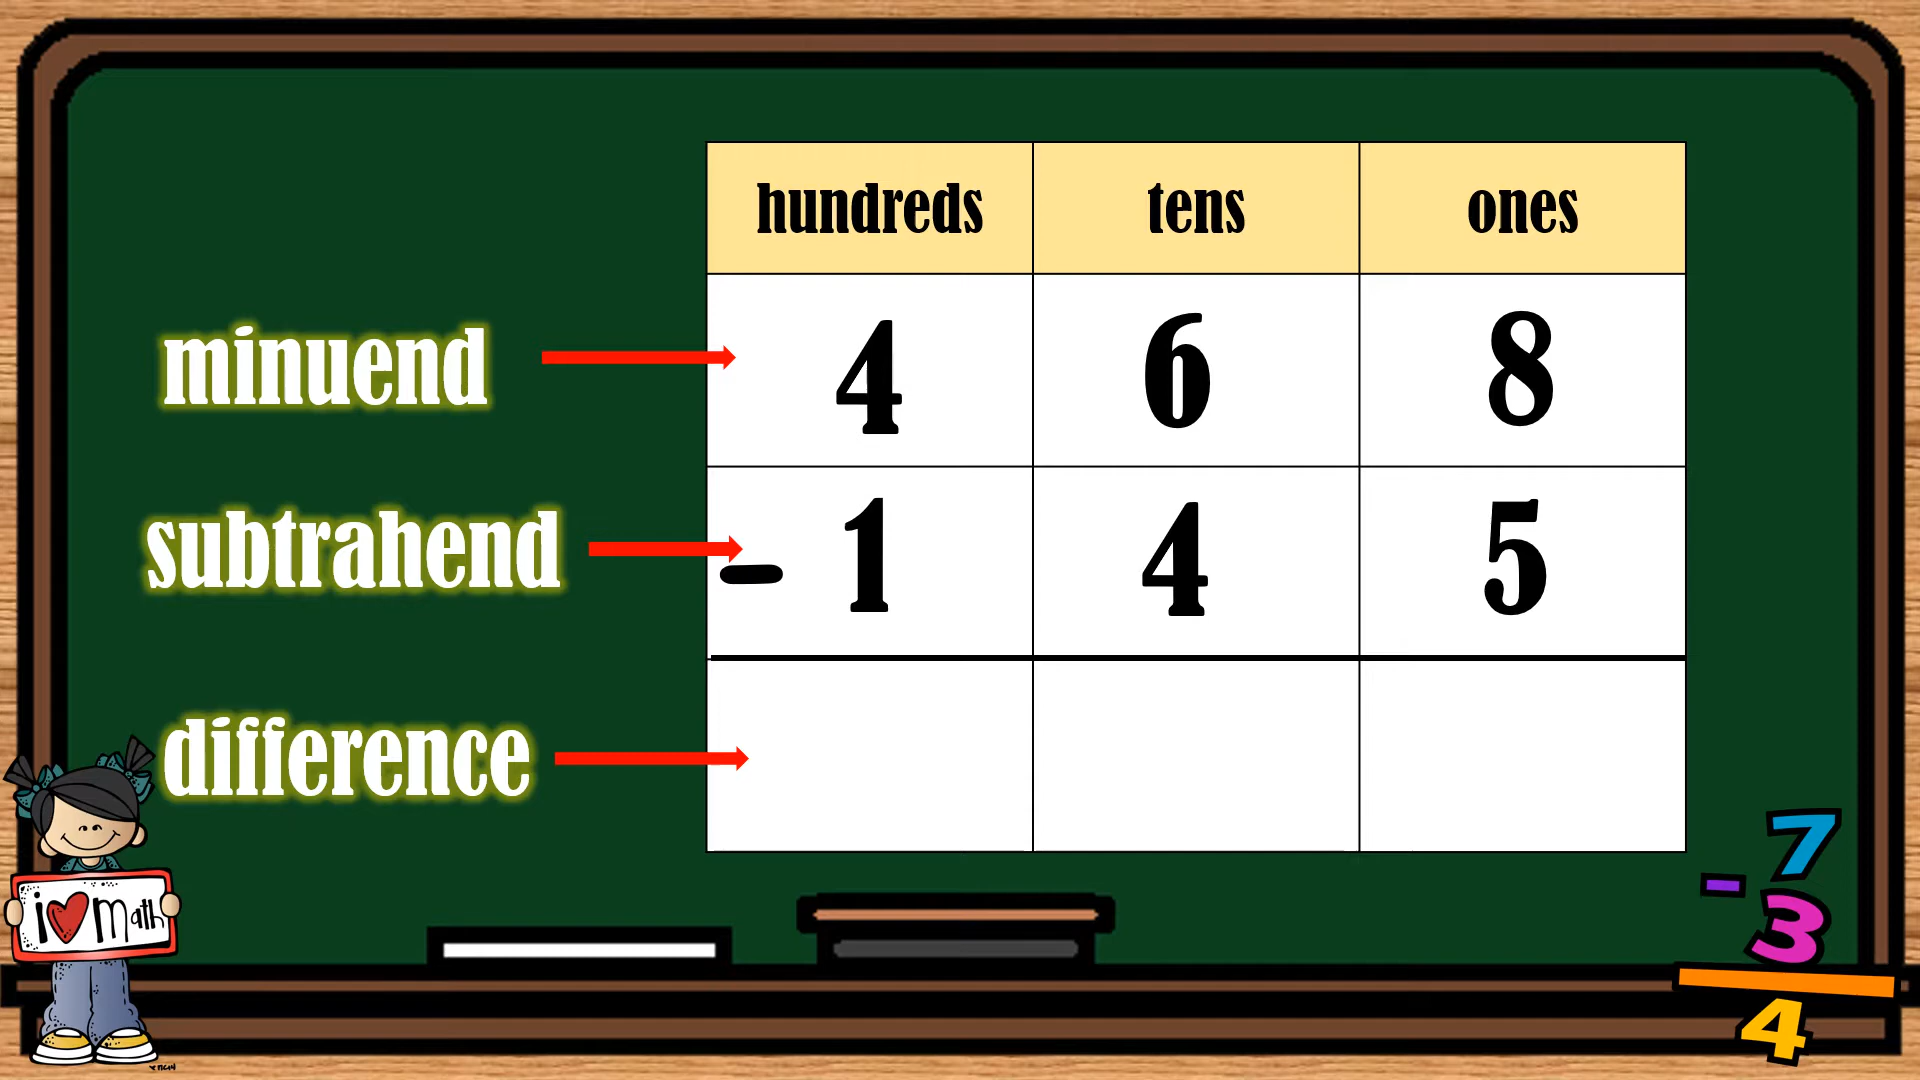 hundreds tens ones
minuend 4 6 8
subtrahend - 1 4 5
difference
i ♥ math
7
- 3
4